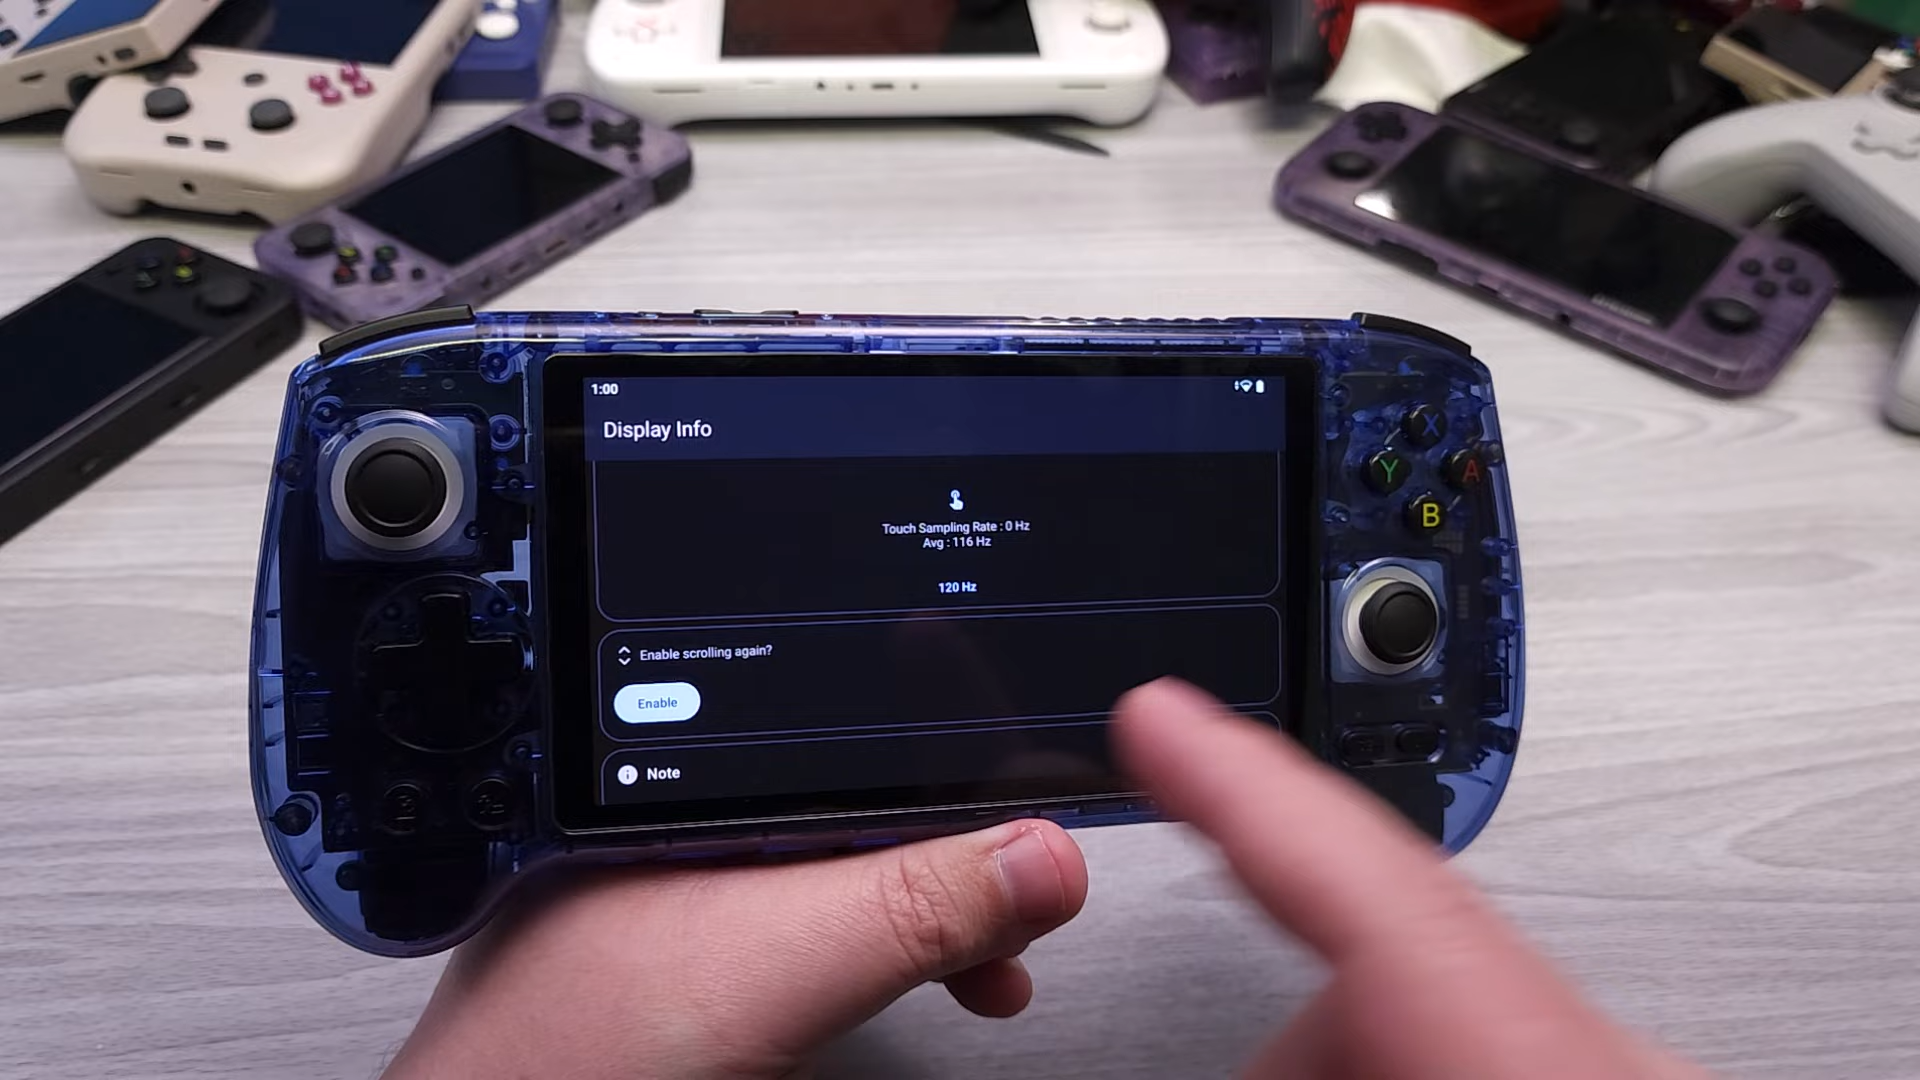 1:00
Display Info
Touch Sampling Rate : 0 Hz
Avg : 116 Hz
120 Hz
Enable scrolling again?
Enable
Note
X
Y
A
B